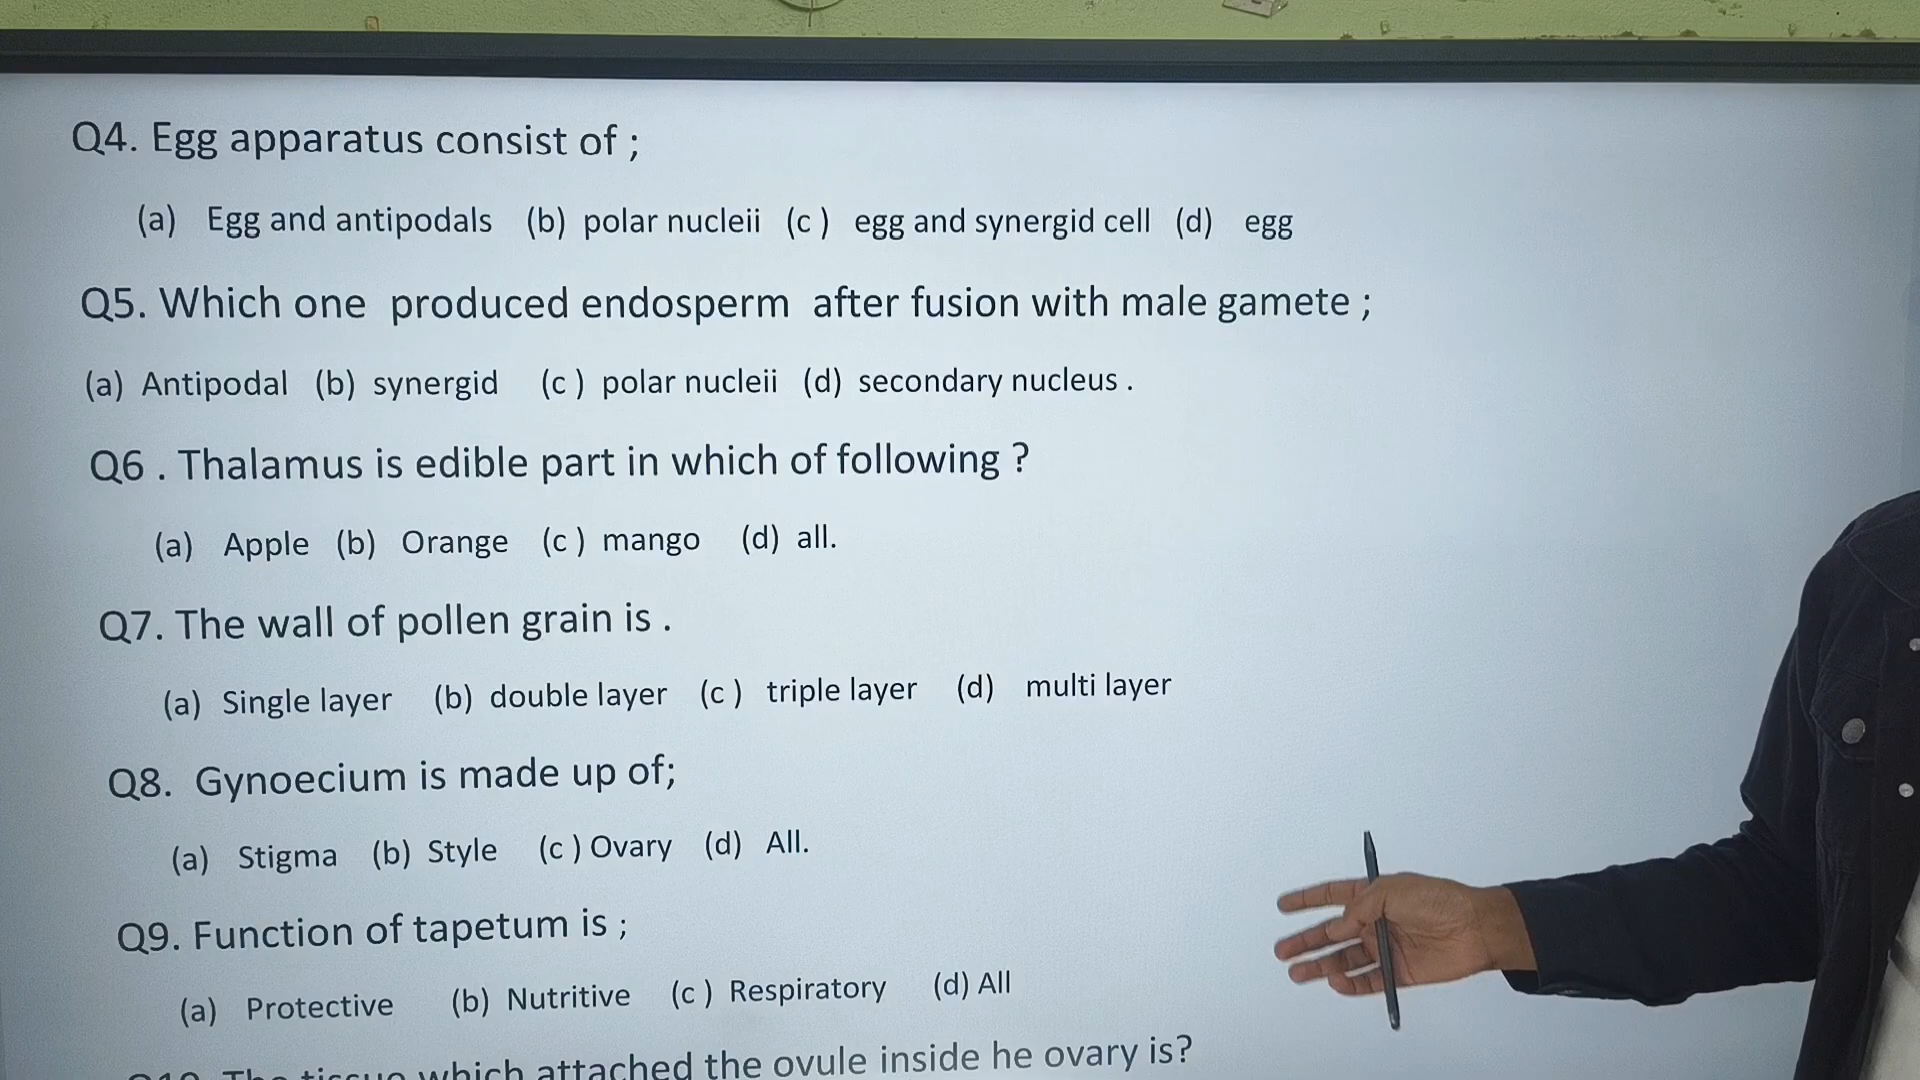 Q4. Egg apparatus consist of ;
(a) Egg and antipodals (b) polar nucleii (c ) egg and synergid cell (d) egg
Q5. Which one produced endosperm after fusion with male gamete ;
(a) Antipodal (b) synergid (c ) polar nucleii (d) secondary nucleus .
Q6 . Thalamus is edible part in which of following ?
(a) Apple (b) Orange (c ) mango (d) all.
Q7. The wall of pollen grain is .
(a) Single layer (b) double layer (c ) triple layer (d) multi layer
Q8. Gynoecium is made up of;
(a) Stigma (b) Style (c ) Ovary (d) All.
Q9. Function of tapetum is ;
(a) Protective (b) Nutritive (c ) Respiratory (d) All
Q10. The tissue which attached the ovule inside he ovary is?